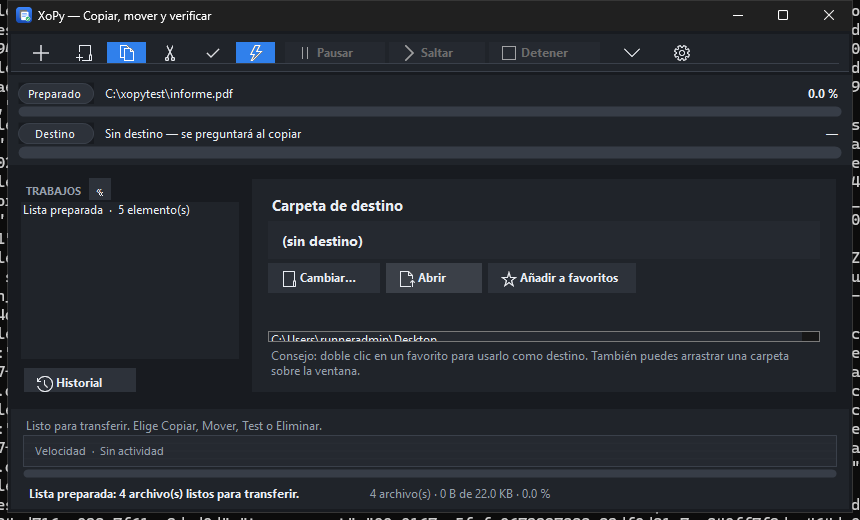 XoPy — Copiar, mover y verificar
Pausar
Saltar
Detener
Preparado
C:\xopytest\informe.pdf
0.0 %
Destino
Sin destino — se preguntará al copiar
—
TRABAJOS
Lista preparada · 5 elemento(s)
Carpeta de destino
(sin destino)
Cambiar...
Abrir
Añadir a favoritos
C:\Users\runneradmin\Desktop
Consejo: doble clic en un favorito para usarlo como destino. También puedes arrastrar una carpeta
sobre la ventana.
Historial
Listo para transferir. Elige Copiar, Mover, Test o Eliminar.
Velocidad · Sin actividad
Lista preparada: 4 archivo(s) listos para transferir.
4 archivo(s) · 0 B de 22.0 KB · 0.0 %